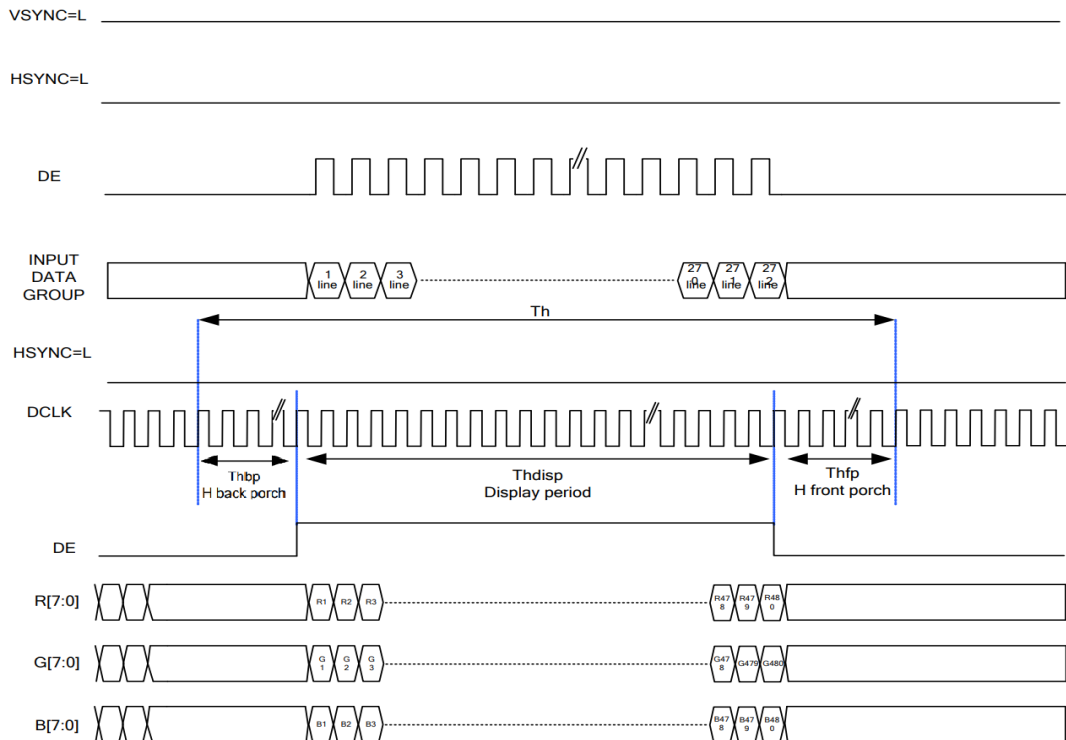 VSYNC=L
HSYNC=L
DE
INPUT
DATA
GROUP
1
line
2
line
3
line
27
0
line
27
1
line
27
2
line
Th
HSYNC=L
DCLK
Thbp
H back porch
Thdisp
Display period
Thfp
H front porch
DE
R[7:0]
R1
R2
R3
R47
8
R47
9
R48
0
G[7:0]
G
1
G
2
G
3
G47
8
G479
G480
B[7:0]
B1
B2
B3
B47
8
B47
9
B48
0